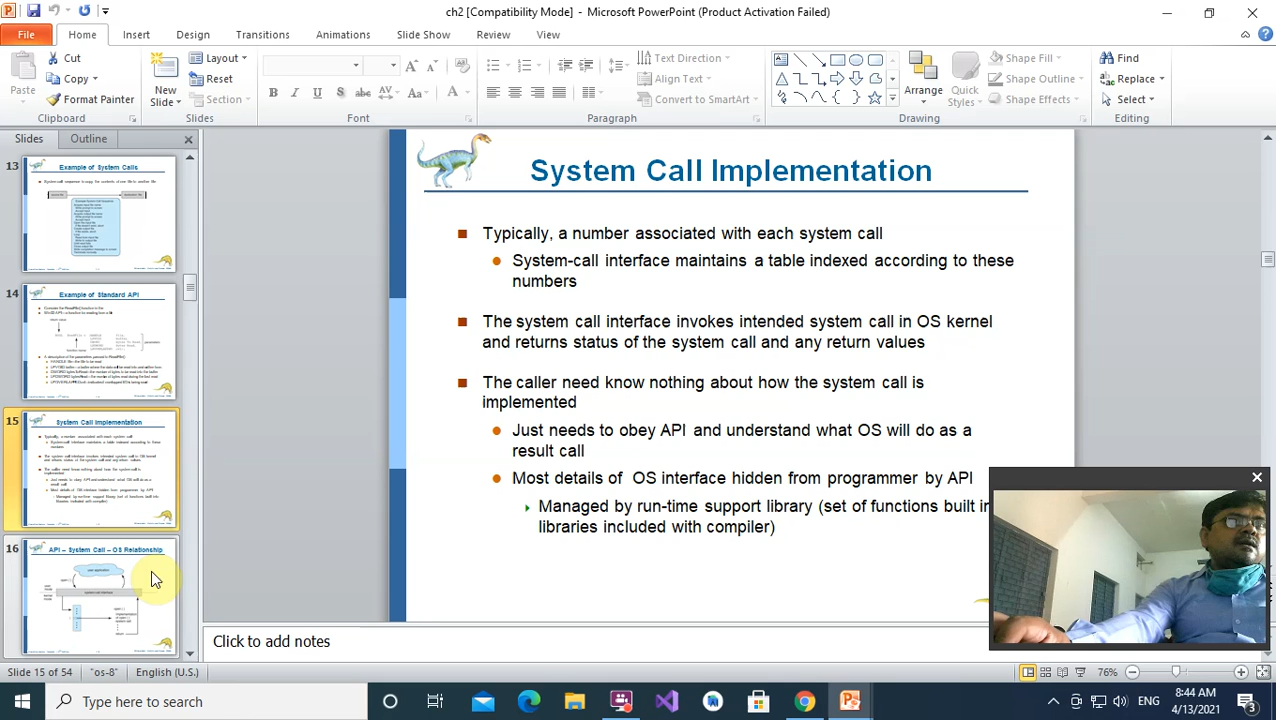 ch2 [Compatibility Mode] - Microsoft PowerPoint (Product Activation Failed)
File Home Insert Design Transitions Animations Slide Show Review View
Cut
Copy
Format Painter
Paste
Clipboard
New
Slide
Layout
Reset
Section
Slides
Font
Text Direction
Align Text
Convert to SmartArt
Paragraph
Arrange
Quick
Styles
Shape Fill
Shape Outline
Shape Effects
Drawing
Find
Replace
Select
Editing
Slides Outline
13
Example of System Calls
14
Example of Standard API
15
System Call Implementation
16
API – System Call – OS Relationship
System Call Implementation
Typically, a number associated with each system call
System-call interface maintains a table indexed according to these
numbers
The system call interface invokes intended system call in OS kernel
and returns status of the system call and any return values
The caller need know nothing about how the system call is
implemented
Just needs to obey API and understand what OS will do as a
result call
Most details of OS interface hidden from programmer by API
Managed by run-time support library (set of functions built in
libraries included with compiler)
Click to add notes
Slide 15 of 54 "os-8" English (U.S.) 76%
Type here to search
ENG
8:44 AM
4/13/2021
3